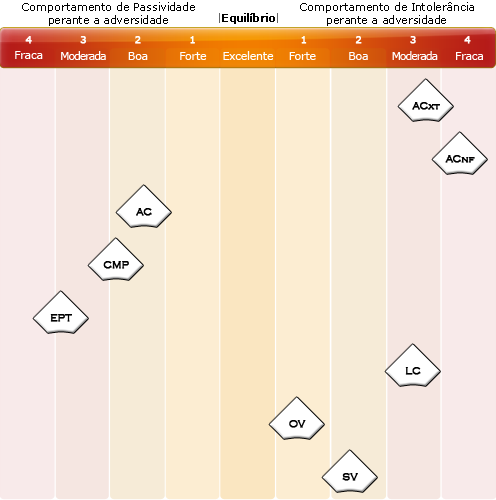 Comportamento de Passividade
perante a adversidade
|Equilíbrio|
Comportamento de Intolerância
perante a adversidade
4 3 2 1 1 2 3 4
Fraca Moderada Boa Forte Excelente Forte Boa Moderada Fraca
ACXT
ACNF
AC
CMP
EPT
LC
OV
SV